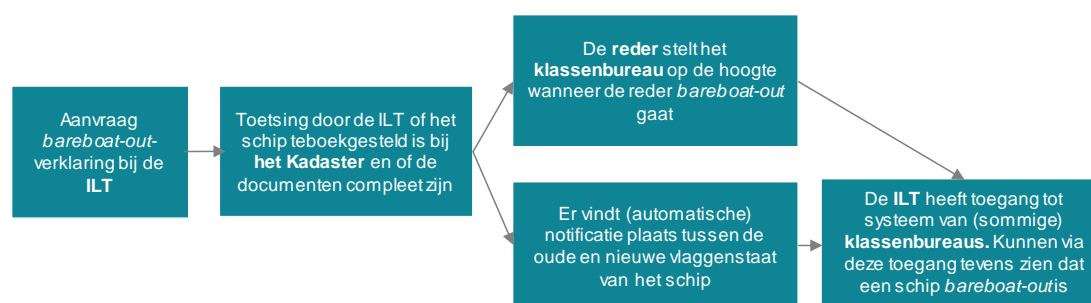 Aanvraag
bareboat-out-
verklaring bij de
ILT
Toetsing door de ILT of het
schip teboekgesteld is bij
het Kadaster en of de
documenten compleet zijn
De reder stelt het
klassenbureau op de hoogte
wanneer de reder bareboat-out
gaat
Er vindt (automatische)
notificatie plaats tussen de
oude en nieuwe vlaggenstaat
van het schip
De ILT heeft toegang tot
systeem van (sommige)
klassenbureaus. Kunnen via
deze toegang tevens zien dat
een schip bareboat-out is